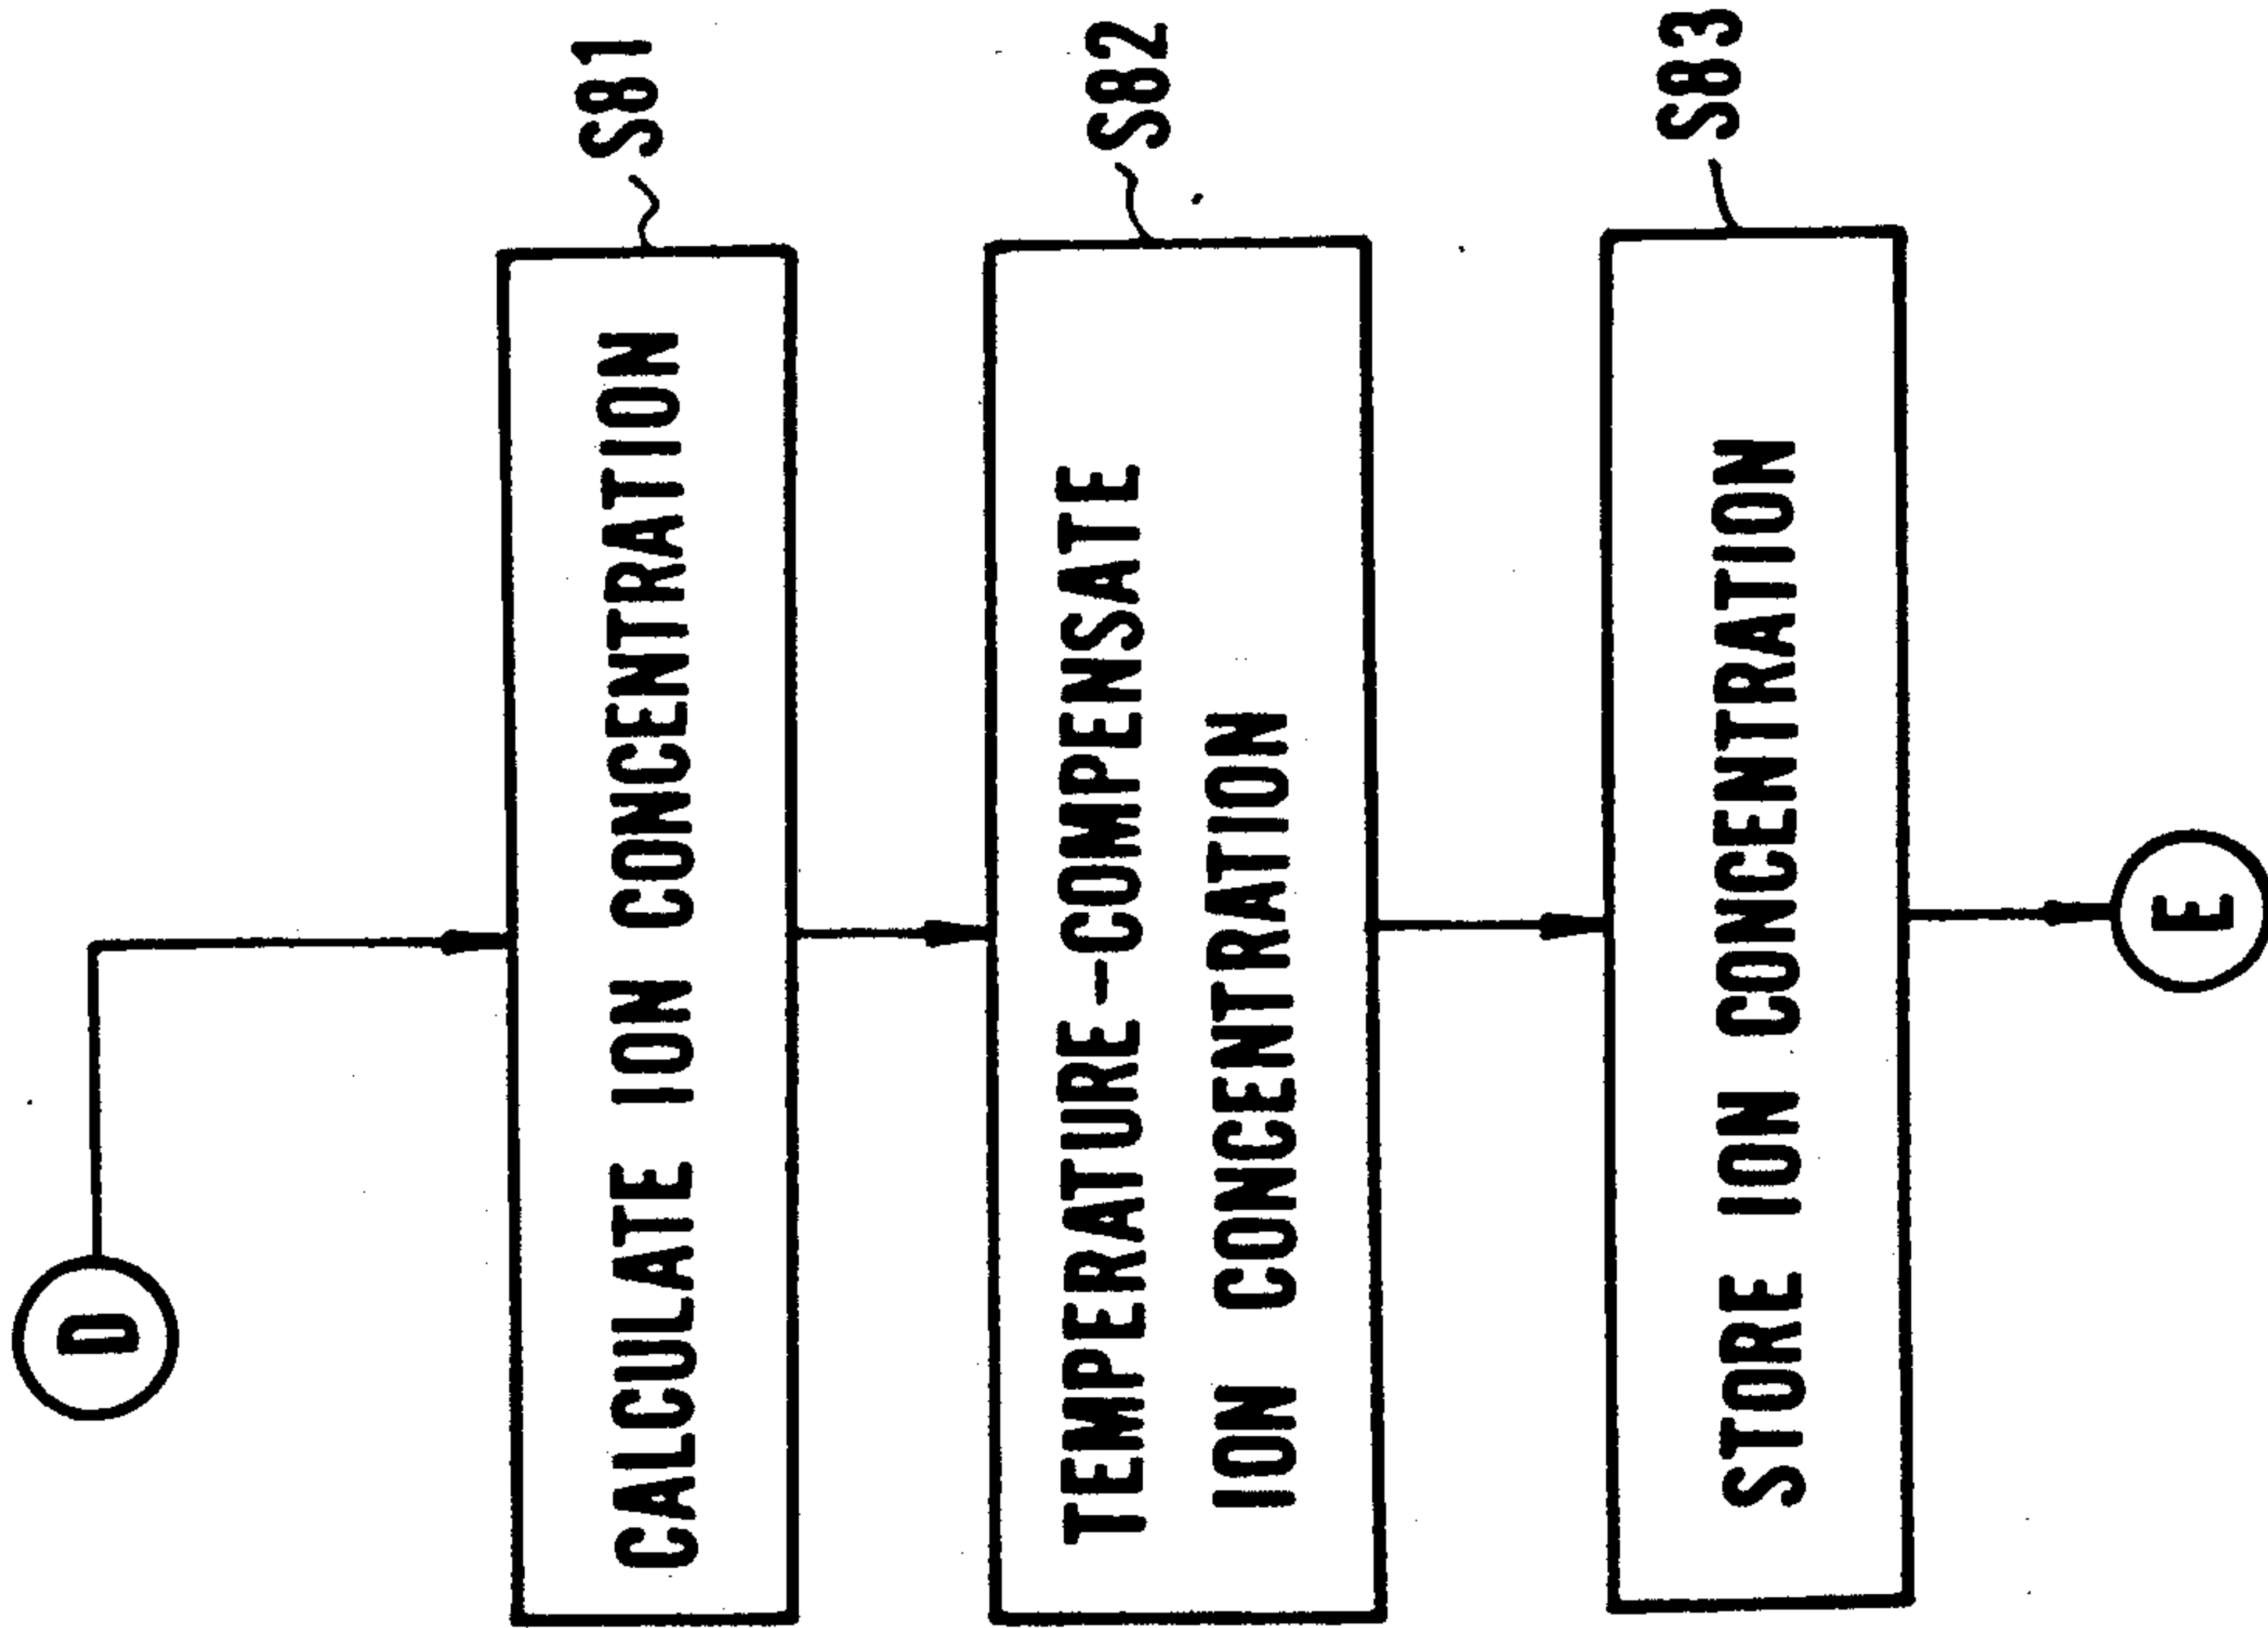 D
CALCULATE ION CONCENTRATION
S81
TEMPERATURE-COMPENSATE
ION CONCENTRATION
S82
STORE ION CONCENTRATION
S83
E